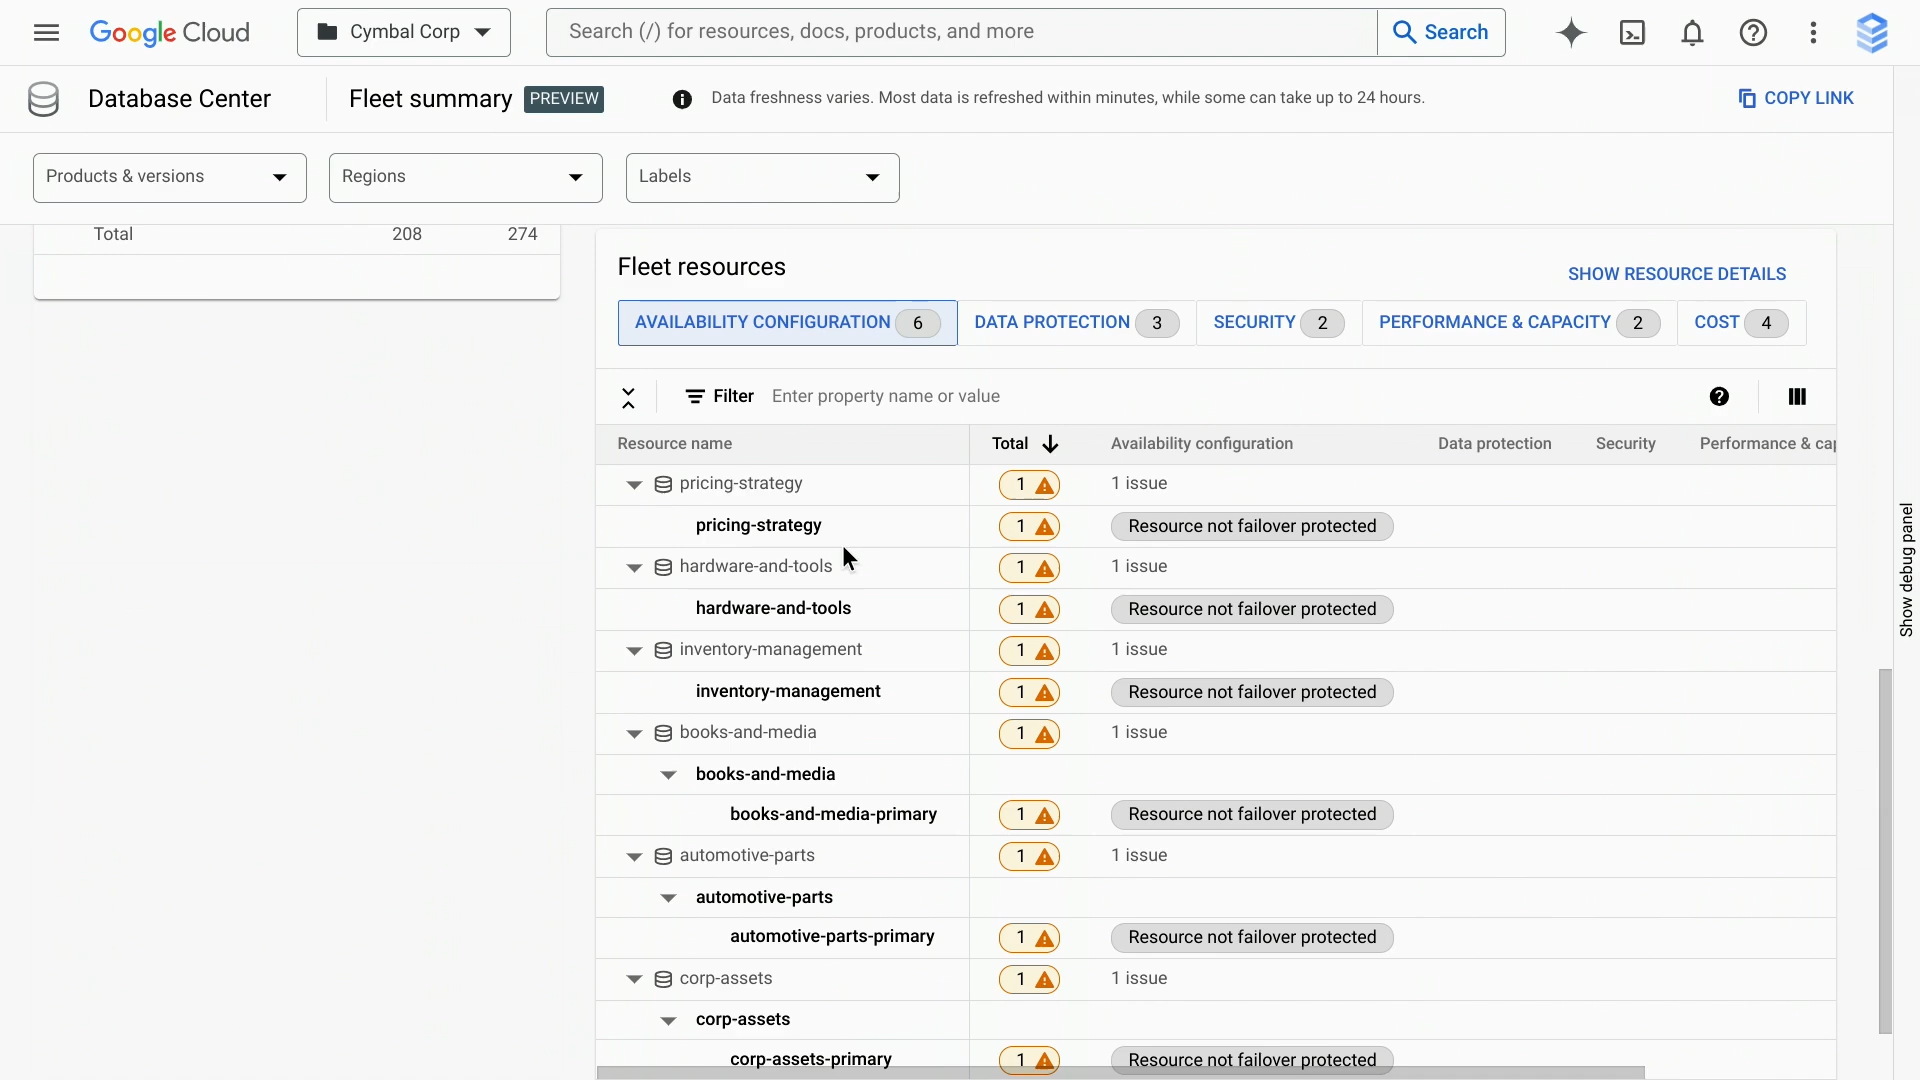 Google Cloud
Cymbal Corp
Search (/) for resources, docs, products, and more
Search
Database Center
Fleet summary
PREVIEW
Data freshness varies. Most data is refreshed within minutes, while some can take up to 24 hours.
COPY LINK
Products & versions
Regions
Labels
Total 208 274
Fleet resources
SHOW RESOURCE DETAILS
AVAILABILITY CONFIGURATION 6
DATA PROTECTION 3
SECURITY 2
PERFORMANCE & CAPACITY 2
COST 4
Filter Enter property name or value
Resource name Total Availability configuration Data protection Security Performance & cap
pricing-strategy 1 1 issue
pricing-strategy 1 Resource not failover protected
hardware-and-tools 1 1 issue
hardware-and-tools 1 Resource not failover protected
inventory-management 1 1 issue
inventory-management 1 Resource not failover protected
books-and-media 1 1 issue
books-and-media
books-and-media-primary 1 Resource not failover protected
automotive-parts 1 1 issue
automotive-parts
automotive-parts-primary 1 Resource not failover protected
corp-assets 1 1 issue
corp-assets
corp-assets-primary 1 Resource not failover protected
Show debug panel